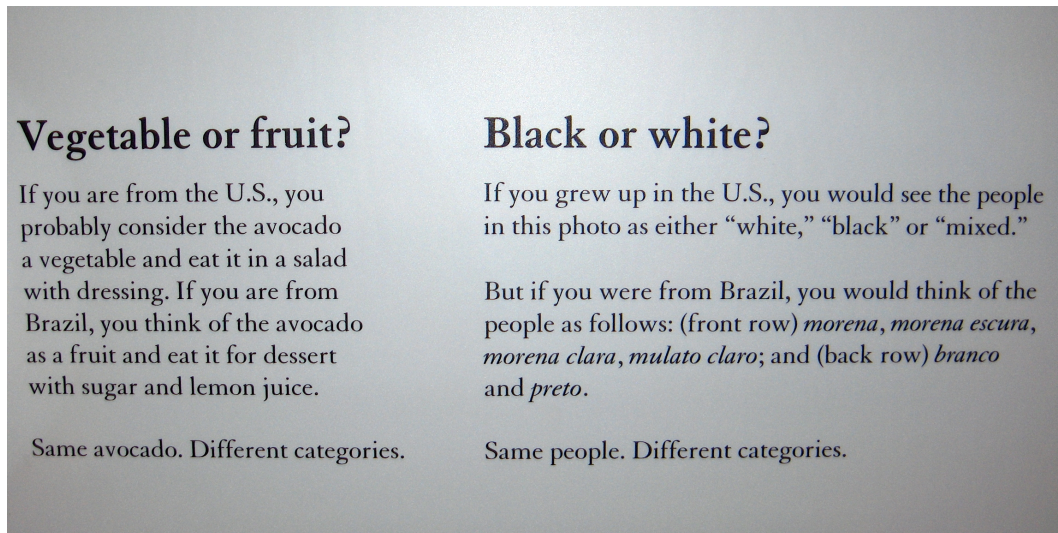 Vegetable or fruit?
If you are from the U.S., you
probably consider the avocado
a vegetable and eat it in a salad
with dressing. If you are from
Brazil, you think of the avocado
as a fruit and eat it for dessert
with sugar and lemon juice.
Same avocado. Different categories.
Black or white?
If you grew up in the U.S., you would see the people
in this photo as either “white,” “black” or “mixed.”
But if you were from Brazil, you would think of the
people as follows: (front row) morena, morena escura,
morena clara, mulato claro; and (back row) branco
and preto.
Same people. Different categories.